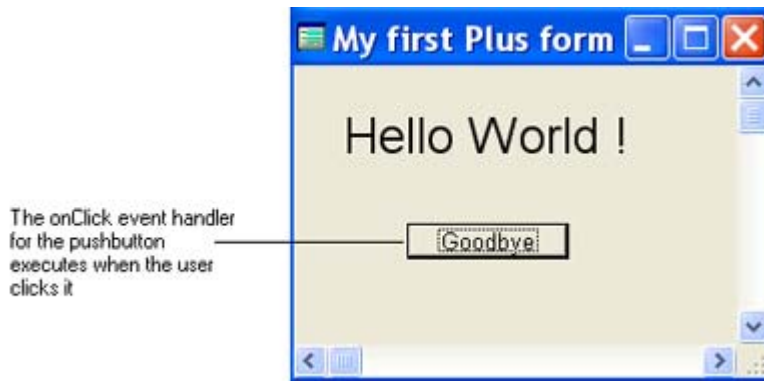 My first Plus form
Hello World !
The onClick event handler
for the pushbutton
executes when the user
clicks it
Goodbye